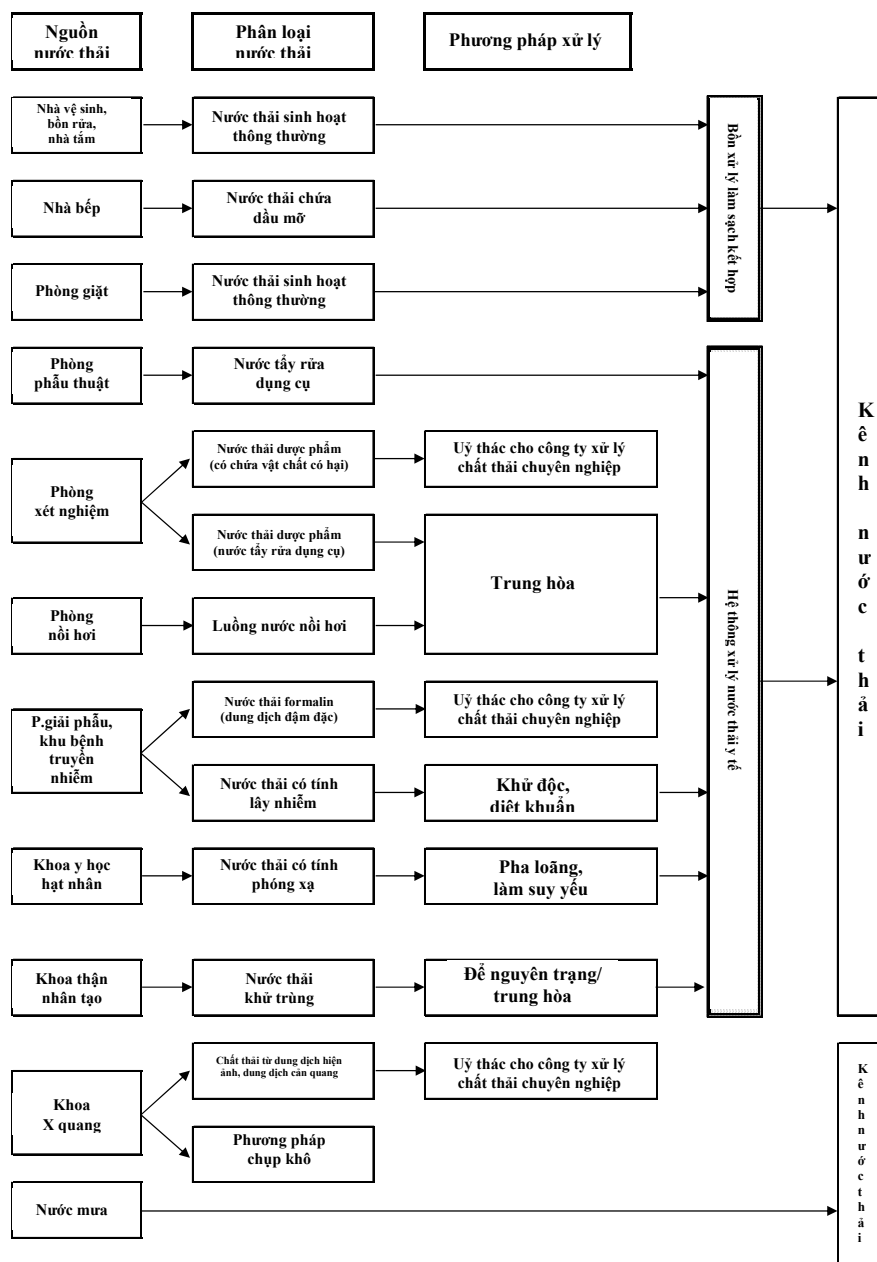 Nguồn
nước thải
Phân loại
nước thải
Phương pháp xử lý
Nhà vệ sinh,
bồn rửa,
nhà tắm
Nước thải sinh hoạt
thông thường
Nhà bếp
Nước thải chứa
dầu mỡ
Phòng giặt
Nước thải sinh hoạt
thông thường
Bồn xử lý làm sạch kết hợp
Phòng
phẫu thuật
Nước tẩy rửa
dụng cụ
Phòng
xét nghiệm
Nước thải dược phẩm
(có chứa vật chất có hại)
Uỷ thác cho công ty xử lý
chất thải chuyên nghiệp
Nước thải dược phẩm
(nước tẩy rửa dụng cụ)
Trung hòa
Phòng
nồi hơi
Luồng nước nồi hơi
P.giải phẫu,
khu bệnh
truyền
nhiễm
Nước thải formalin
(dung dịch đậm đặc)
Uỷ thác cho công ty xử lý
chất thải chuyên nghiệp
Nước thải có tính
lây nhiễm
Khử độc,
diệt khuẩn
Khoa y học
hạt nhân
Nước thải có tính
phóng xạ
Pha loãng,
làm suy yếu
Khoa thận
nhân tạo
Nước thải
khử trùng
Để nguyên trạng/
trung hòa
Hệ thông xử lý nước thải y tế
Kênh nước thải
Khoa
X quang
Chất thải từ dung dịch hiện
ảnh, dung dịch cản quang
Uỷ thác cho công ty xử lý
chất thải chuyên nghiệp
Phương pháp
chụp khô
Nước mưa
Kênh nước thải